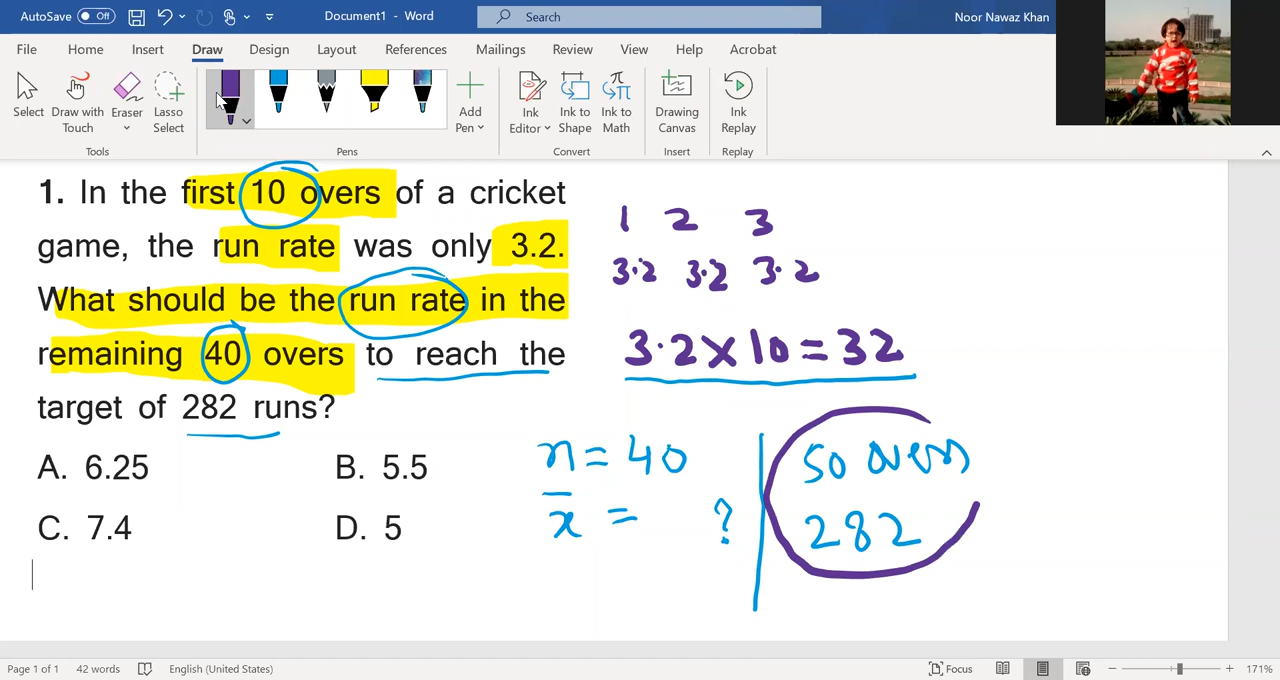 AutoSave Off Document1 - Word Search Noor Nawaz Khan
File Home Insert Draw Design Layout References Mailings Review View Help Acrobat
Select Draw with Touch Eraser Lasso Select Add Pen Ink Editor Ink to Shape Ink to Math Drawing Canvas Ink Replay
Tools Pens Convert Insert Replay
1. In the first 10 overs of a cricket
game, the run rate was only 3.2.
What should be the run rate in the
remaining 40 overs to reach the
target of 282 runs?
A. 6.25 B. 5.5
C. 7.4 D. 5
1 2 3
3.2 3.2 3.2
3.2 x 10 = 32
n = 40
x̄ = ?
50 overs
282
Page 1 of 1 42 words English (United States) Focus 171%